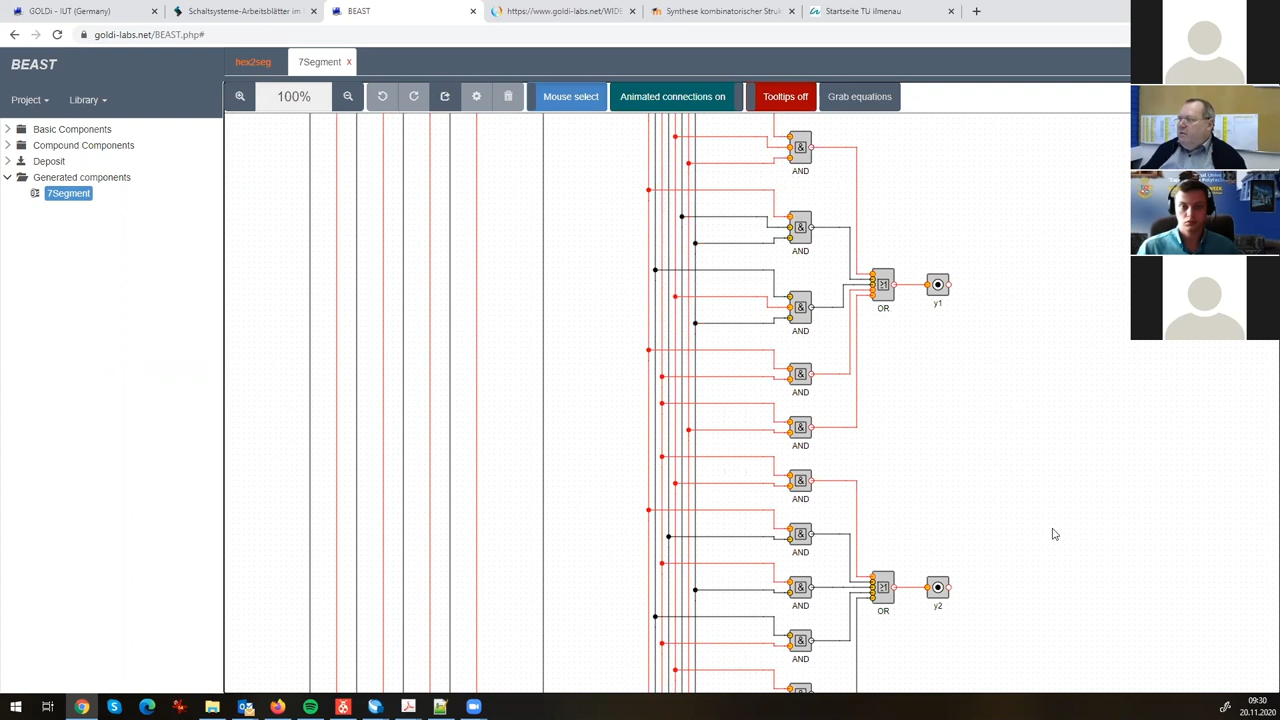 GOLDi - IUT (Germany)
Schaltsysteme-Arbeitsblätter im
BEAST
https://www.goldi-labs.net/WIDE
Synthese kombinatorischer Struk
Startseite TU ilmenau
goldi-labs.net/BEAST.php#
BEAST
hex2seg
7Segment x
Project
Library
100%
Mouse select
Animated connections on
Tooltips off
Grab equations
Basic Components
Compound Components
Deposit
Generated components
7Segment
&
AND
&
AND
&
AND
≥1
OR
y1
&
AND
&
AND
&
AND
&
AND
&
AND
≥1
OR
y2
&
AND
&
WEEK
09:30
20.11.2020